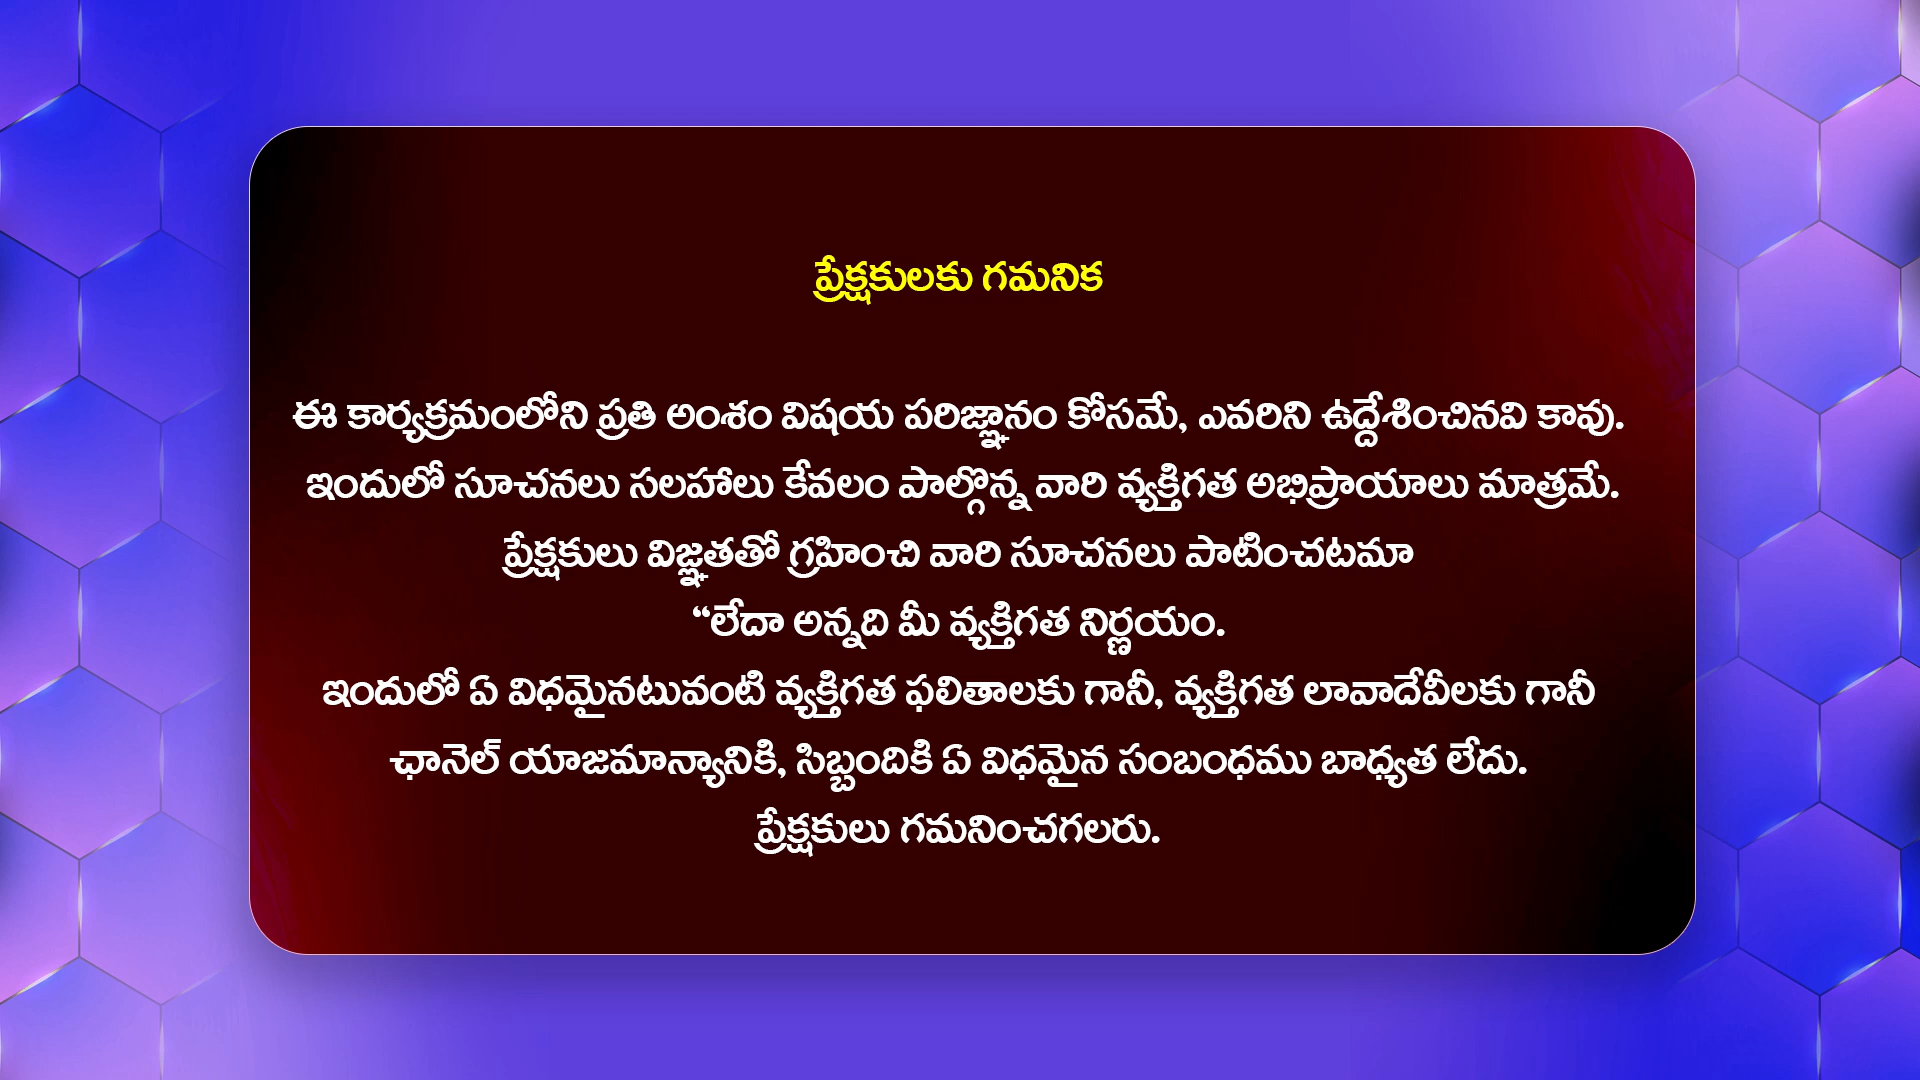 ప్రేక్షకులకు గమనిక
ఈ కార్యక్రమంలోని ప్రతి అంశం విషయ పరిజ్ఞానం కోసమే, ఎవరిని ఉద్దేశించినవి కావు.
ఇందులో సూచనలు సలహాలు కేవలం పాల్గొన్న వారి వ్యక్తిగత అభిప్రాయాలు మాత్రమే.
ప్రేక్షకులు విజ్ఞతతో గ్రహించి వారి సూచనలు పాటించటమా
“లేదా అన్నది మీ వ్యక్తిగత నిర్ణయం.
ఇందులో ఏ విధమైనటువంటి వ్యక్తిగత ఫలితాలకు గానీ, వ్యక్తిగత లావాదేవీలకు గానీ
ఛానెల్ యాజమాన్యానికి, సిబ్బందికి ఏ విధమైన సంబంధము బాధ్యత లేదు.
ప్రేక్షకులు గమనించగలరు.